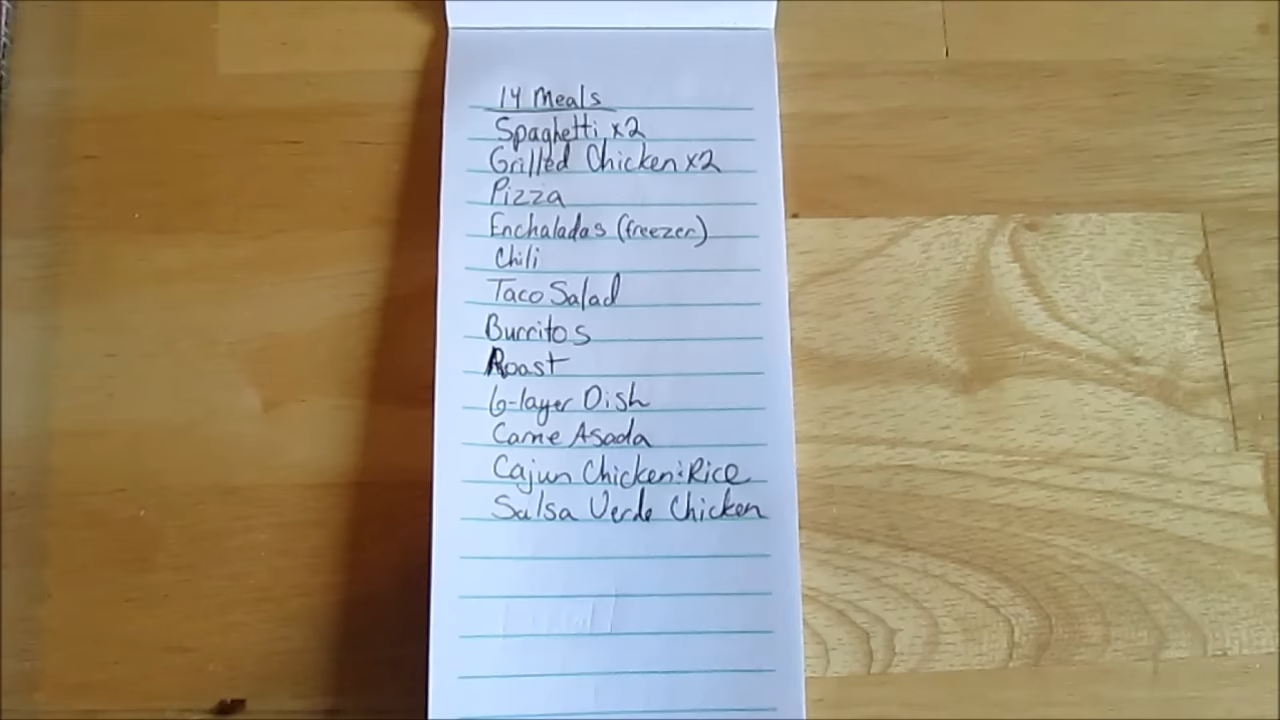 14 Meals
Spaghetti x2
Grilled Chicken x2
Pizza
Enchaladas (freezer)
Chili
Taco Salad
Burritos
Roast
6-layer Dish
Carne Asada
Cajun Chicken & Rice
Salsa Verde Chicken